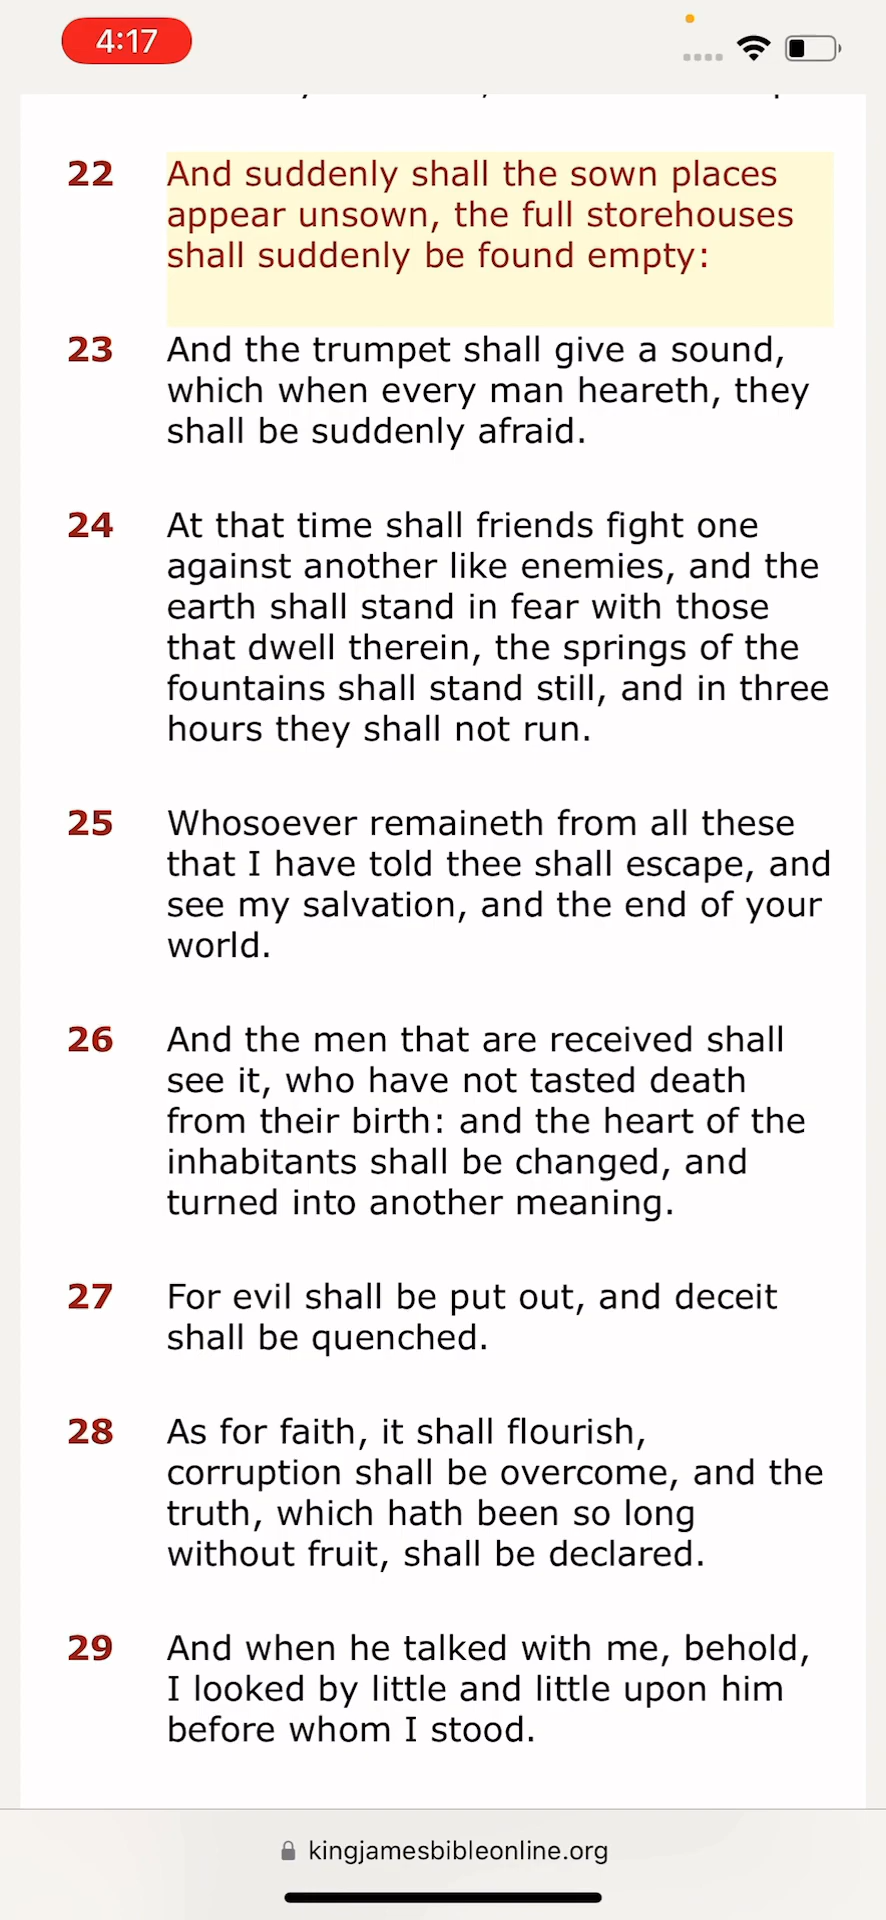 4:17
22 And suddenly shall the sown places
appear unsown, the full storehouses
shall suddenly be found empty:
23 And the trumpet shall give a sound,
which when every man heareth, they
shall be suddenly afraid.
24 At that time shall friends fight one
against another like enemies, and the
earth shall stand in fear with those
that dwell therein, the springs of the
fountains shall stand still, and in three
hours they shall not run.
25 Whosoever remaineth from all these
that I have told thee shall escape, and
see my salvation, and the end of your
world.
26 And the men that are received shall
see it, who have not tasted death
from their birth: and the heart of the
inhabitants shall be changed, and
turned into another meaning.
27 For evil shall be put out, and deceit
shall be quenched.
28 As for faith, it shall flourish,
corruption shall be overcome, and the
truth, which hath been so long
without fruit, shall be declared.
29 And when he talked with me, behold,
I looked by little and little upon him
before whom I stood.
kingjamesbibleonline.org